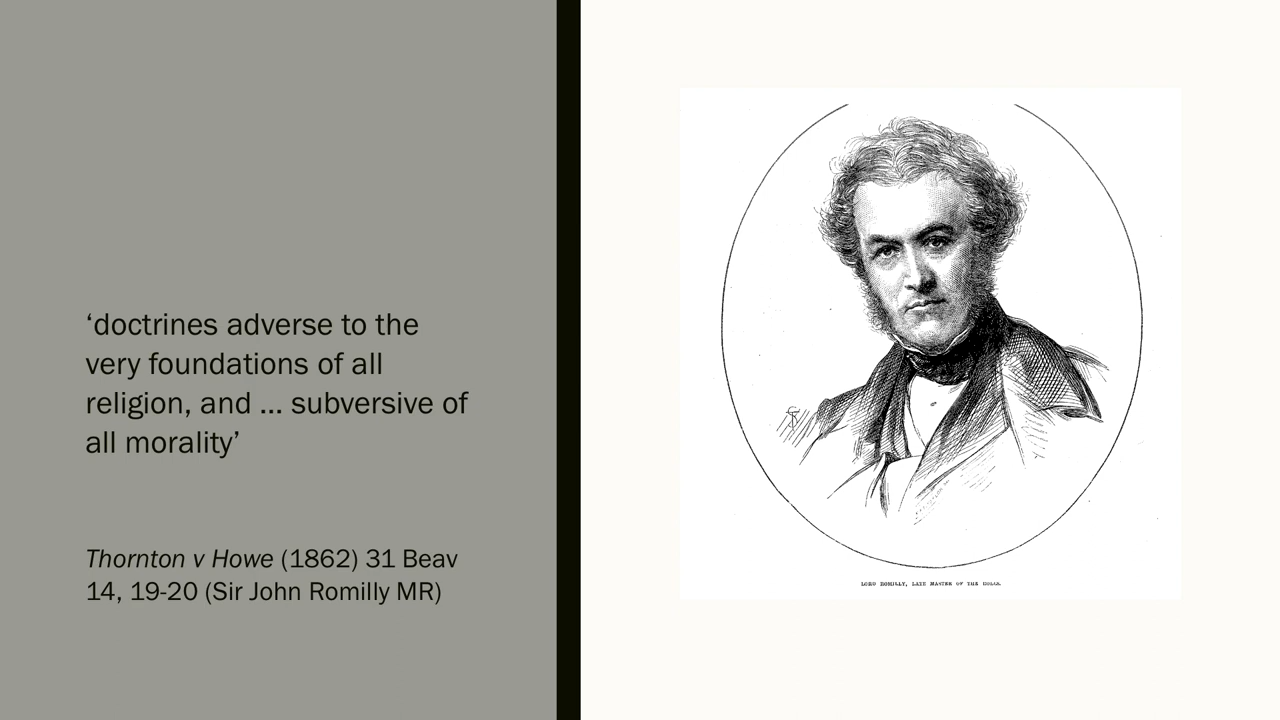 ‘doctrines adverse to the
very foundations of all
religion, and ... subversive of
all morality’
Thornton v Howe (1862) 31 Beav
14, 19-20 (Sir John Romilly MR)
LORD ROMILLY, LATE MASTER OF THE ROLLS.